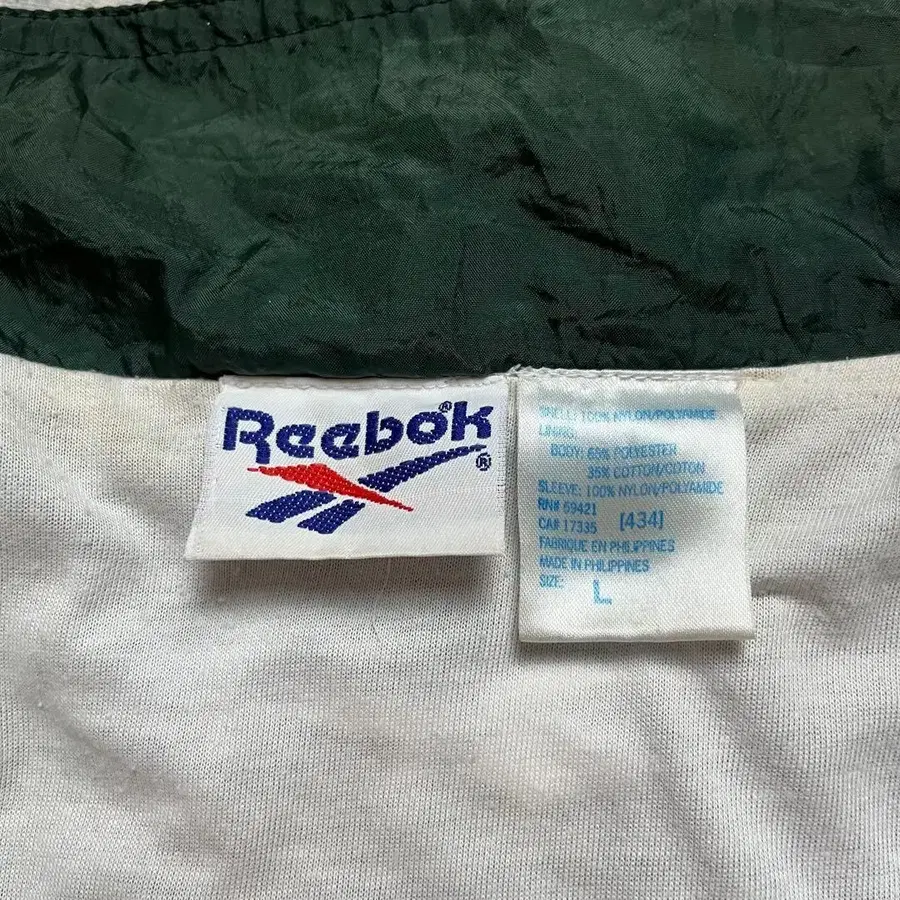 Reebok®
®
SHELL: 100% NYLON/POLYAMIDE
LINING:
BODY: 65% POLYESTER
35% COTTON/COTON
SLEEVE: 100% NYLON/POLYAMIDE
RN# 69421
CA# 17335 [434]
FABRIQUE EN PHILIPPINES
MADE IN PHILIPPINES
SIZE: L